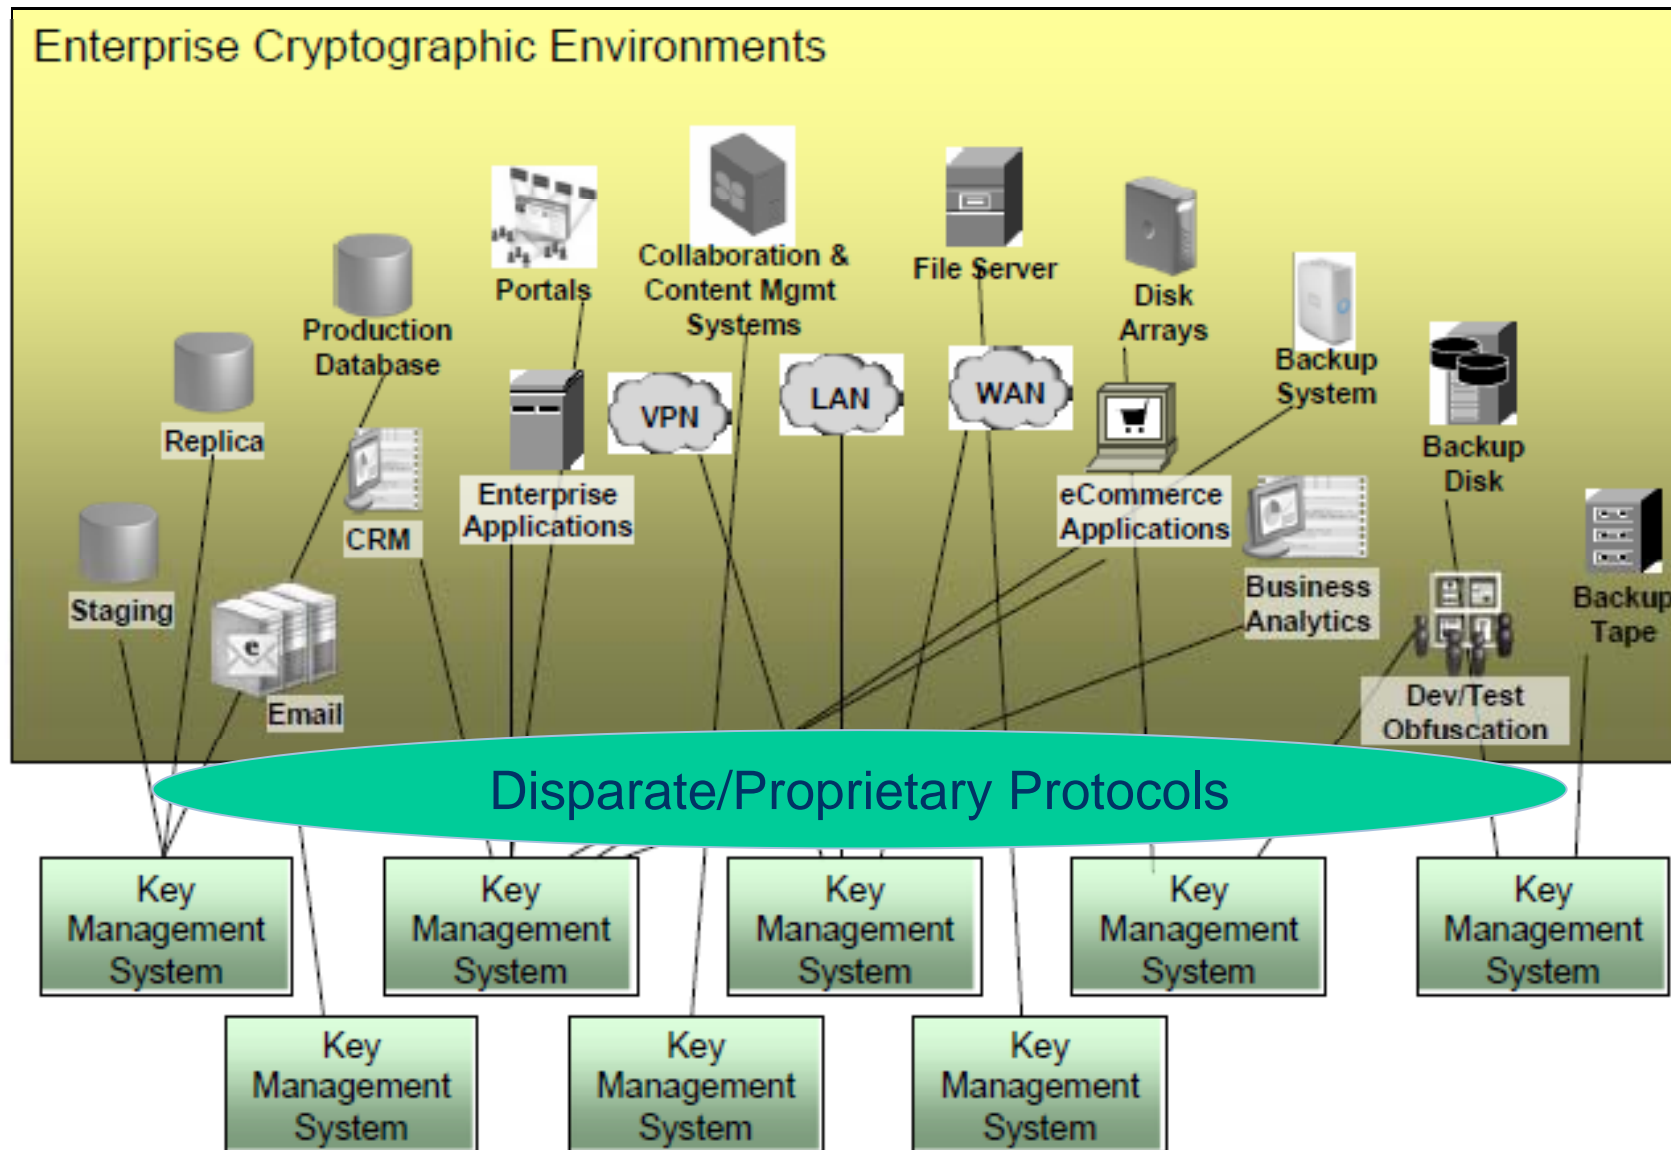 Enterprise Cryptographic Environments
Portals
Collaboration &
Content Mgmt
Systems
File Server
Disk
Arrays
Production
Database
Backup
System
Replica
VPN
LAN
WAN
Backup
Disk
CRM
Enterprise
Applications
eCommerce
Applications
Staging
e
Email
Business
Analytics
Backup
Tape
Dev/Test
Obfuscation
Disparate/Proprietary Protocols
Key
Management
System
Key
Management
System
Key
Management
System
Key
Management
System
Key
Management
System
Key
Management
System
Key
Management
System
Key
Management
System